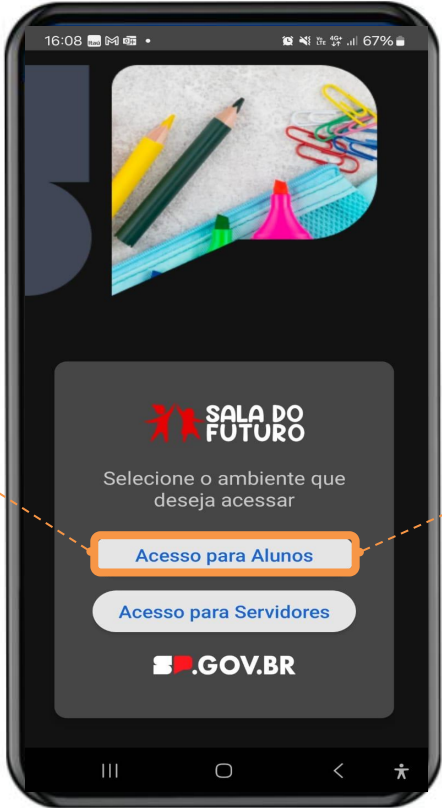 16:08
67%
SALA DO
FUTURO
Selecione o ambiente que
deseja acessar
Acesso para Alunos
Acesso para Servidores
SP.GOV.BR